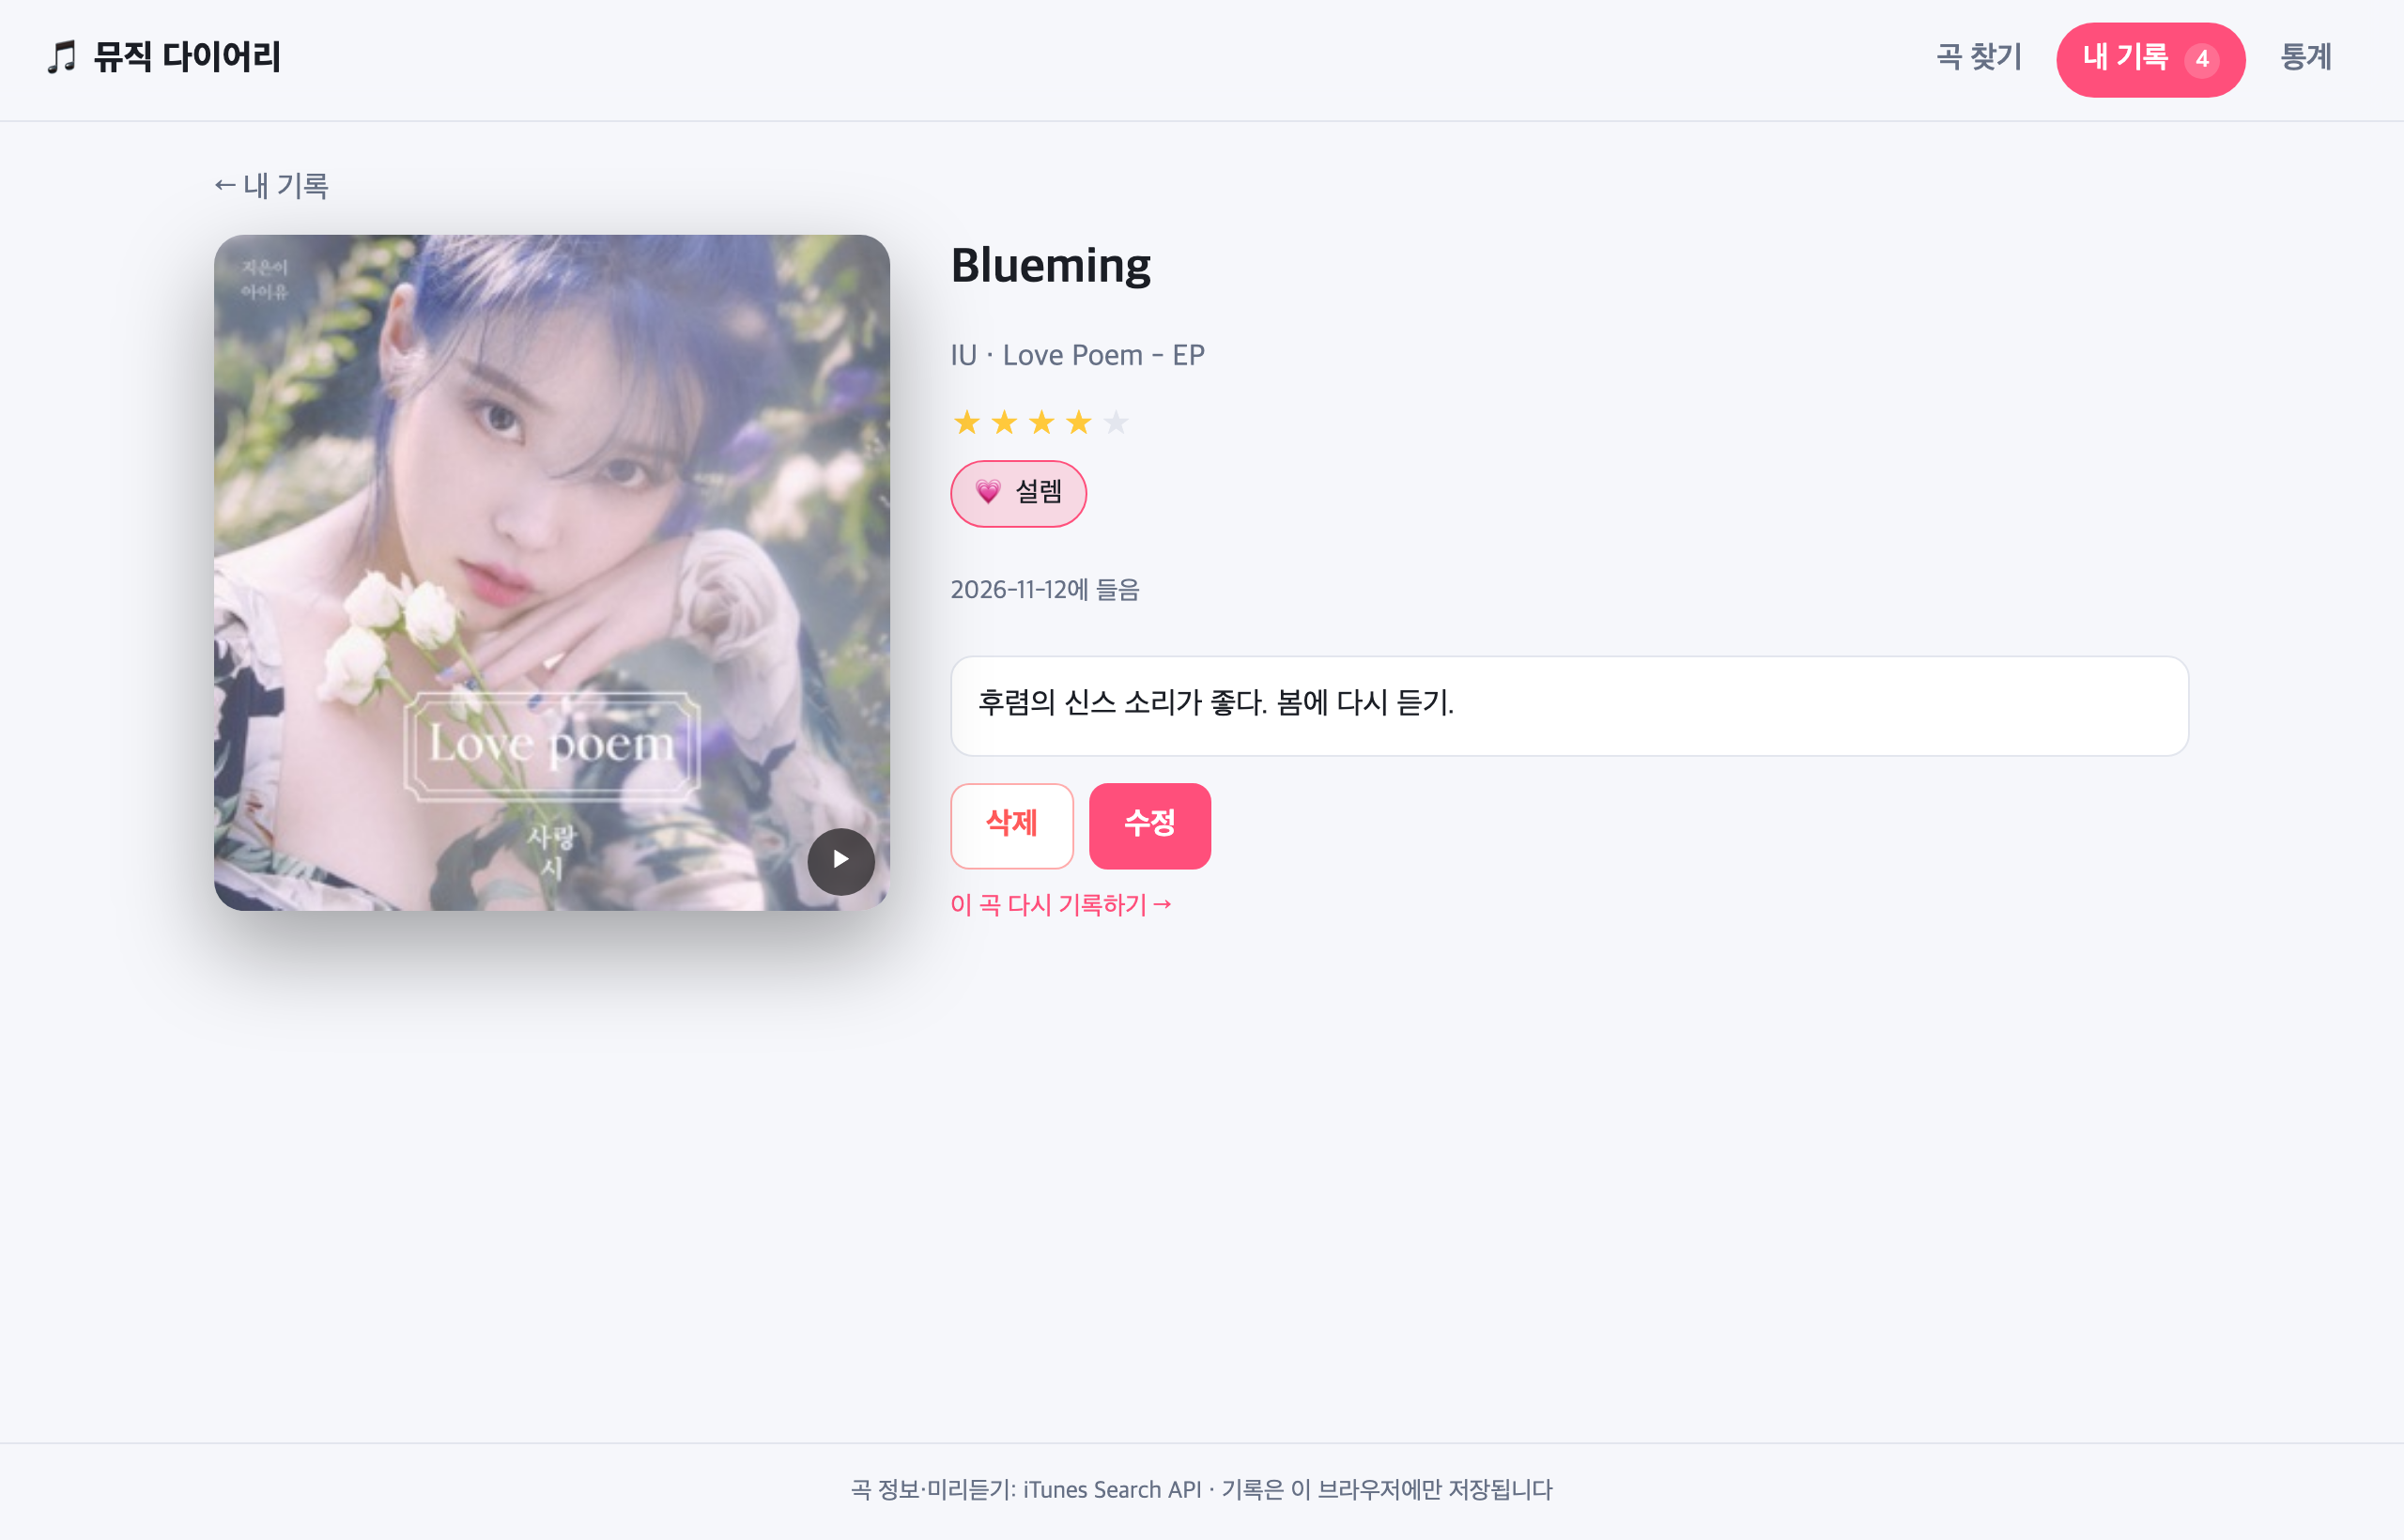 🎵 뮤직 다이어리
곡 찾기
내 기록 4
통계
← 내 기록
지은이
아이유
Love poem
사랑
시
Blueming
IU · Love Poem - EP
★★★★★
💗 설렘
2026-11-12에 들음
후렴의 신스 소리가 좋다. 봄에 다시 듣기.
삭제
수정
이 곡 다시 기록하기 →
곡 정보·미리듣기: iTunes Search API · 기록은 이 브라우저에만 저장됩니다